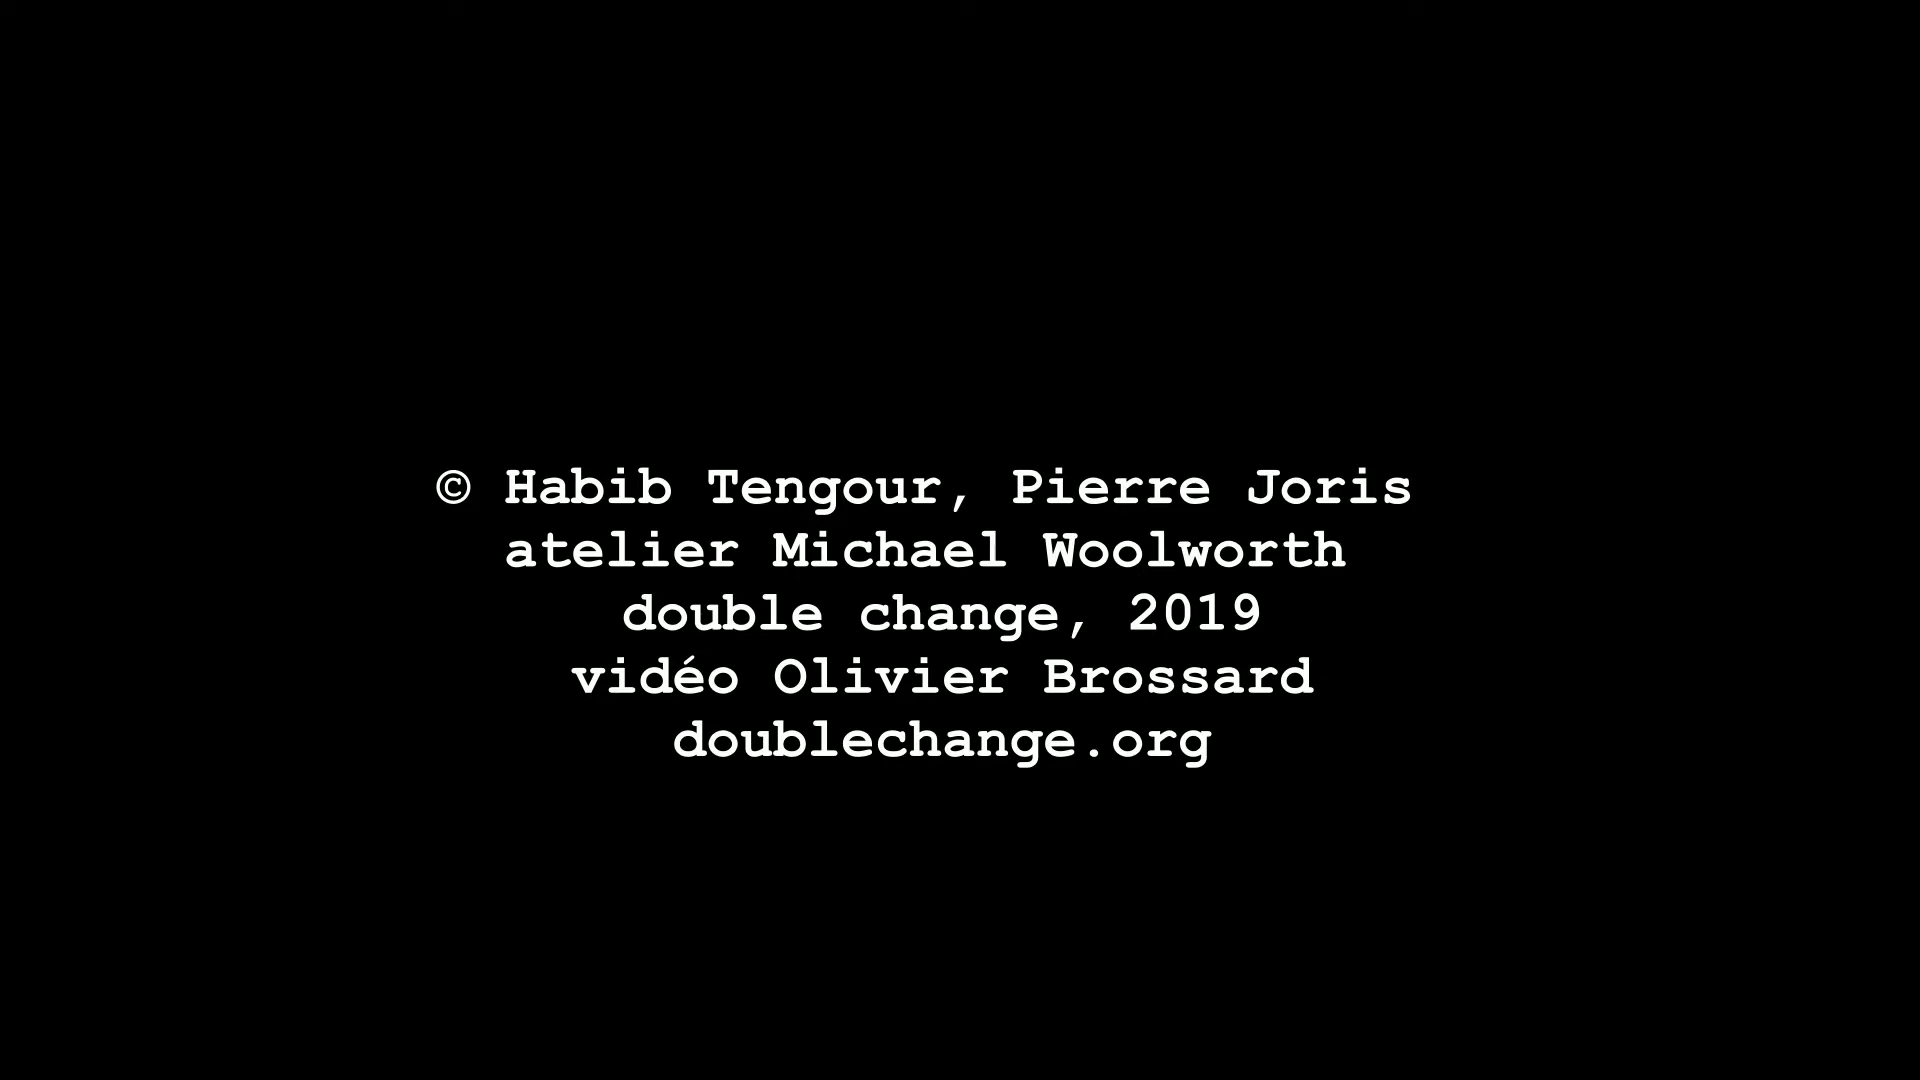 © Habib Tengour, Pierre Joris
atelier Michael Woolworth
double change, 2019
vidéo Olivier Brossard
doublechange.org